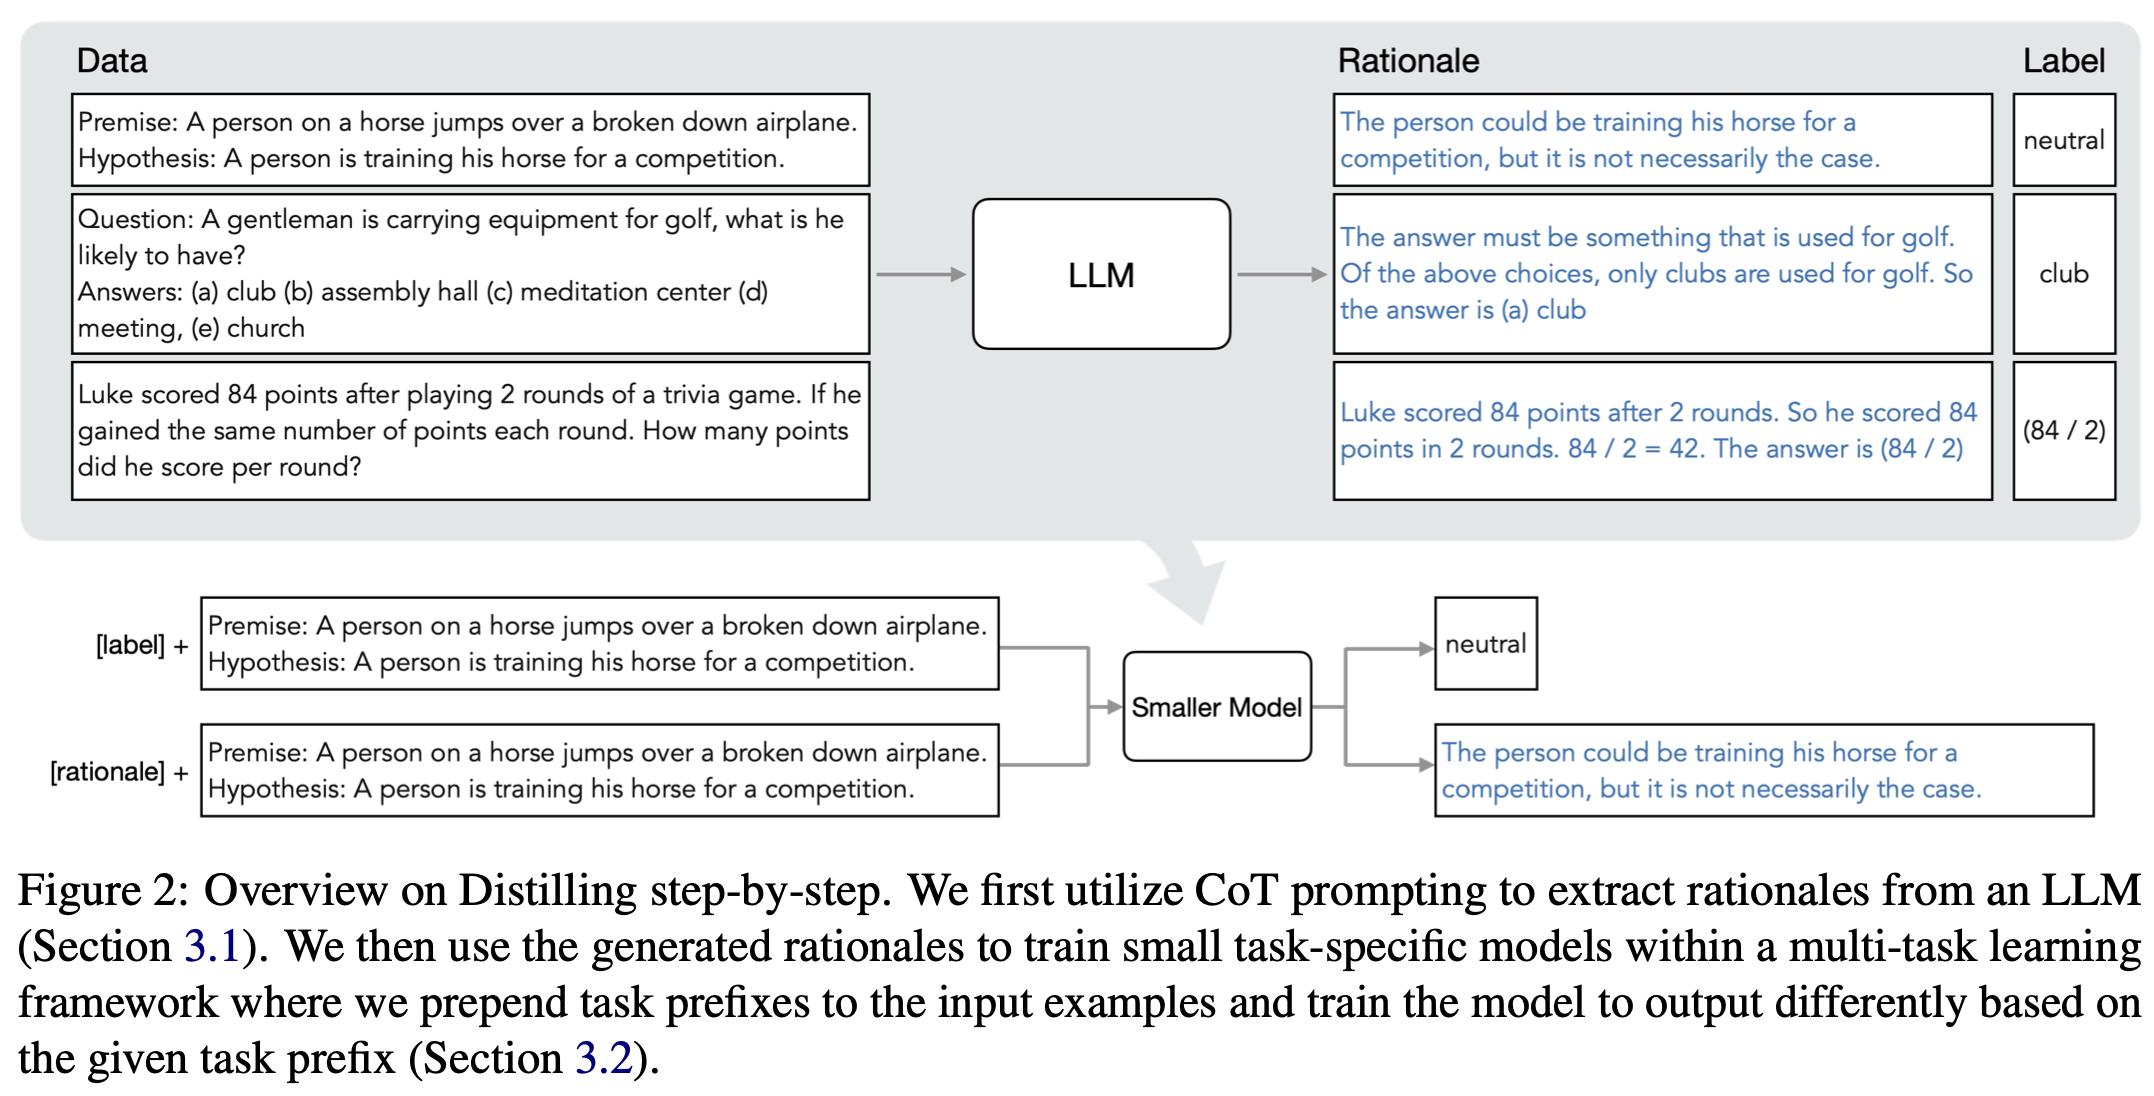 Data
Rationale
Label
Premise: A person on a horse jumps over a broken down airplane.
Hypothesis: A person is training his horse for a competition.
The person could be training his horse for a
competition, but it is not necessarily the case.
neutral
Question: A gentleman is carrying equipment for golf, what is he
likely to have?
Answers: (a) club (b) assembly hall (c) meditation center (d)
meeting, (e) church
LLM
The answer must be something that is used for golf.
Of the above choices, only clubs are used for golf. So
the answer is (a) club
club
Luke scored 84 points after playing 2 rounds of a trivia game. If he
gained the same number of points each round. How many points
did he score per round?
Luke scored 84 points after 2 rounds. So he scored 84
points in 2 rounds. 84 / 2 = 42. The answer is (84 / 2)
(84 / 2)
[label] +
Premise: A person on a horse jumps over a broken down airplane.
Hypothesis: A person is training his horse for a competition.
[rationale] +
Premise: A person on a horse jumps over a broken down airplane.
Hypothesis: A person is training his horse for a competition.
Smaller Model
neutral
The person could be training his horse for a
competition, but it is not necessarily the case.
Figure 2: Overview on Distilling step-by-step. We first utilize CoT prompting to extract rationales from an LLM
(Section 3.1). We then use the generated rationales to train small task-specific models within a multi-task learning
framework where we prepend task prefixes to the input examples and train the model to output differently based on
the given task prefix (Section 3.2).